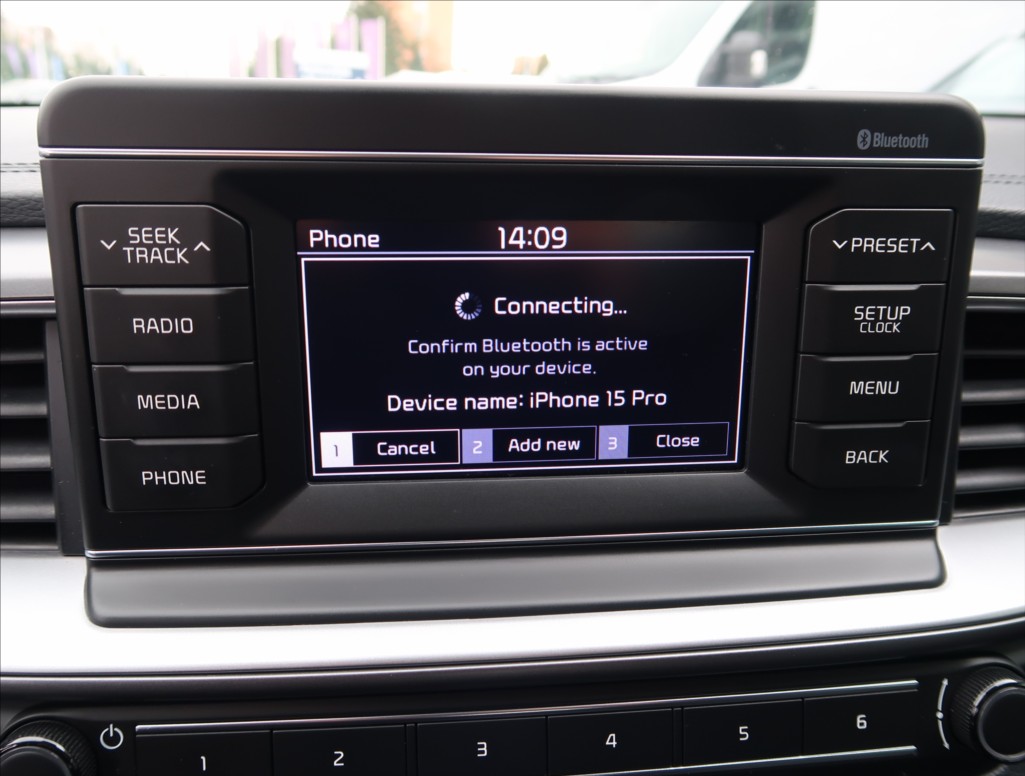 Bluetooth
SEEK
TRACK
RADIO
MEDIA
PHONE
Phone 14:09
Connecting...
Confirm Bluetooth is active
on your device.
Device name: iPhone 15 Pro
1 Cancel 2 Add new 3 Close
PRESET
SETUP
CLOCK
MENU
BACK
1 2 3 4 5 6